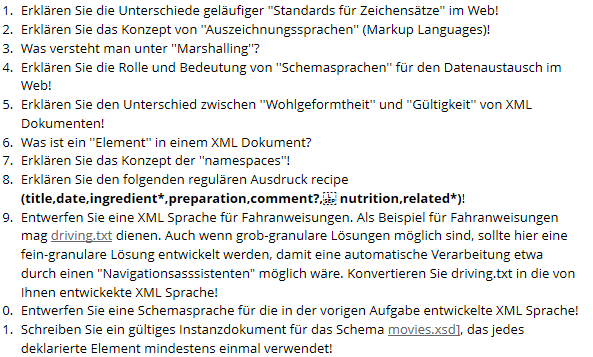 1. Erklären Sie die Unterschiede geläufiger "Standards für Zeichensätze" im Web!
2. Erklären Sie das Konzept von "Auszeichnungssprachen" (Markup Languages)!
3. Was versteht man unter "Marshalling"?
4. Erklären Sie die Rolle und Bedeutung von "Schemasprachen" für den Datenaustausch im
Web!
5. Erklären Sie den Unterschied zwischen "Wohlgeformtheit" und "Gültigkeit" von XML
Dokumenten!
6. Was ist ein "Element" in einem XML Dokument?
7. Erklären Sie das Konzept der "namespaces"!
8. Erklären Sie den folgenden regulären Ausdruck recipe
(title,date,ingredient*,preparation,comment?, nutrition,related*)!
9. Entwerfen Sie eine XML Sprache für Fahranweisungen. Als Beispiel für Fahranweisungen
mag driving.txt dienen. Auch wenn grob-granulare Lösungen möglich sind, sollte hier eine
fein-granulare Lösung entwickelt werden, damit eine automatische Verarbeitung etwa
durch einen "Navigationsasssistenten" möglich wäre. Konvertieren Sie driving.txt in die von
Ihnen entwickekte XML Sprache!
0. Entwerfen Sie eine Schemasprache für die in der vorigen Aufgabe entwickelte XML Sprache!
1. Schreiben Sie ein gültiges Instanzdokument für das Schema movies.xsd], das jedes
deklarierte Element mindestens einmal verwendet!